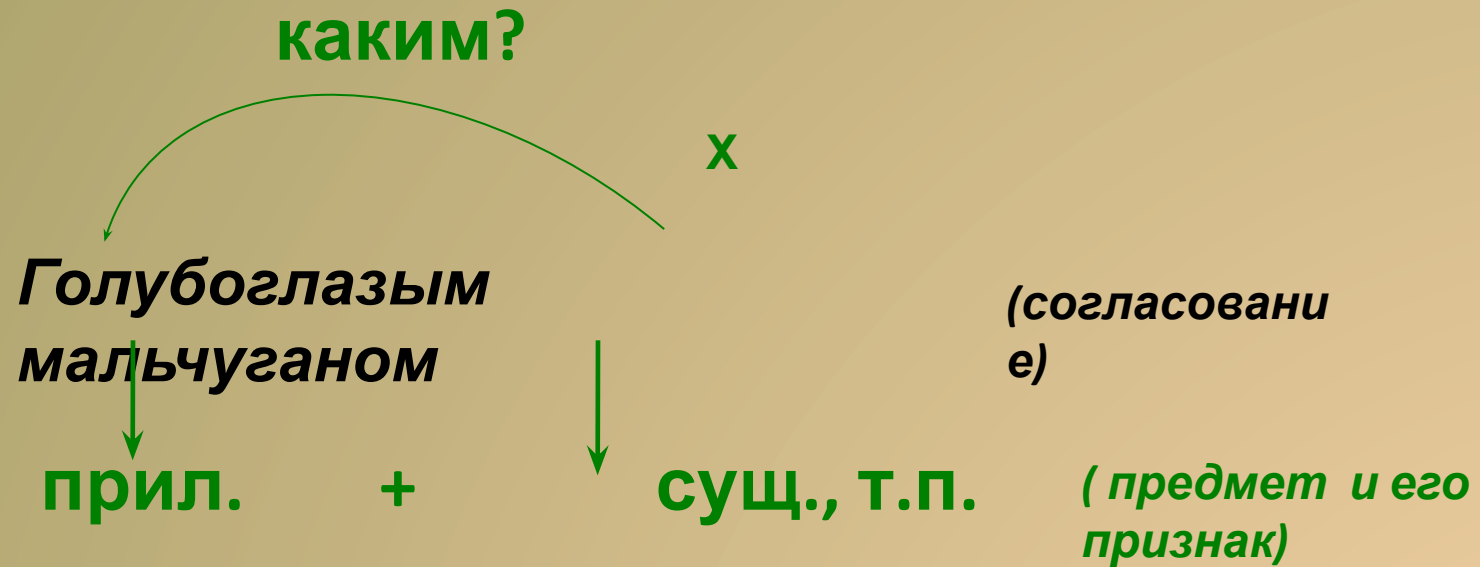 каким?
х
Голубоглазым
мальчуганом
(согласовани
е)
прил. + сущ., т.п.
( предмет и его
признак)